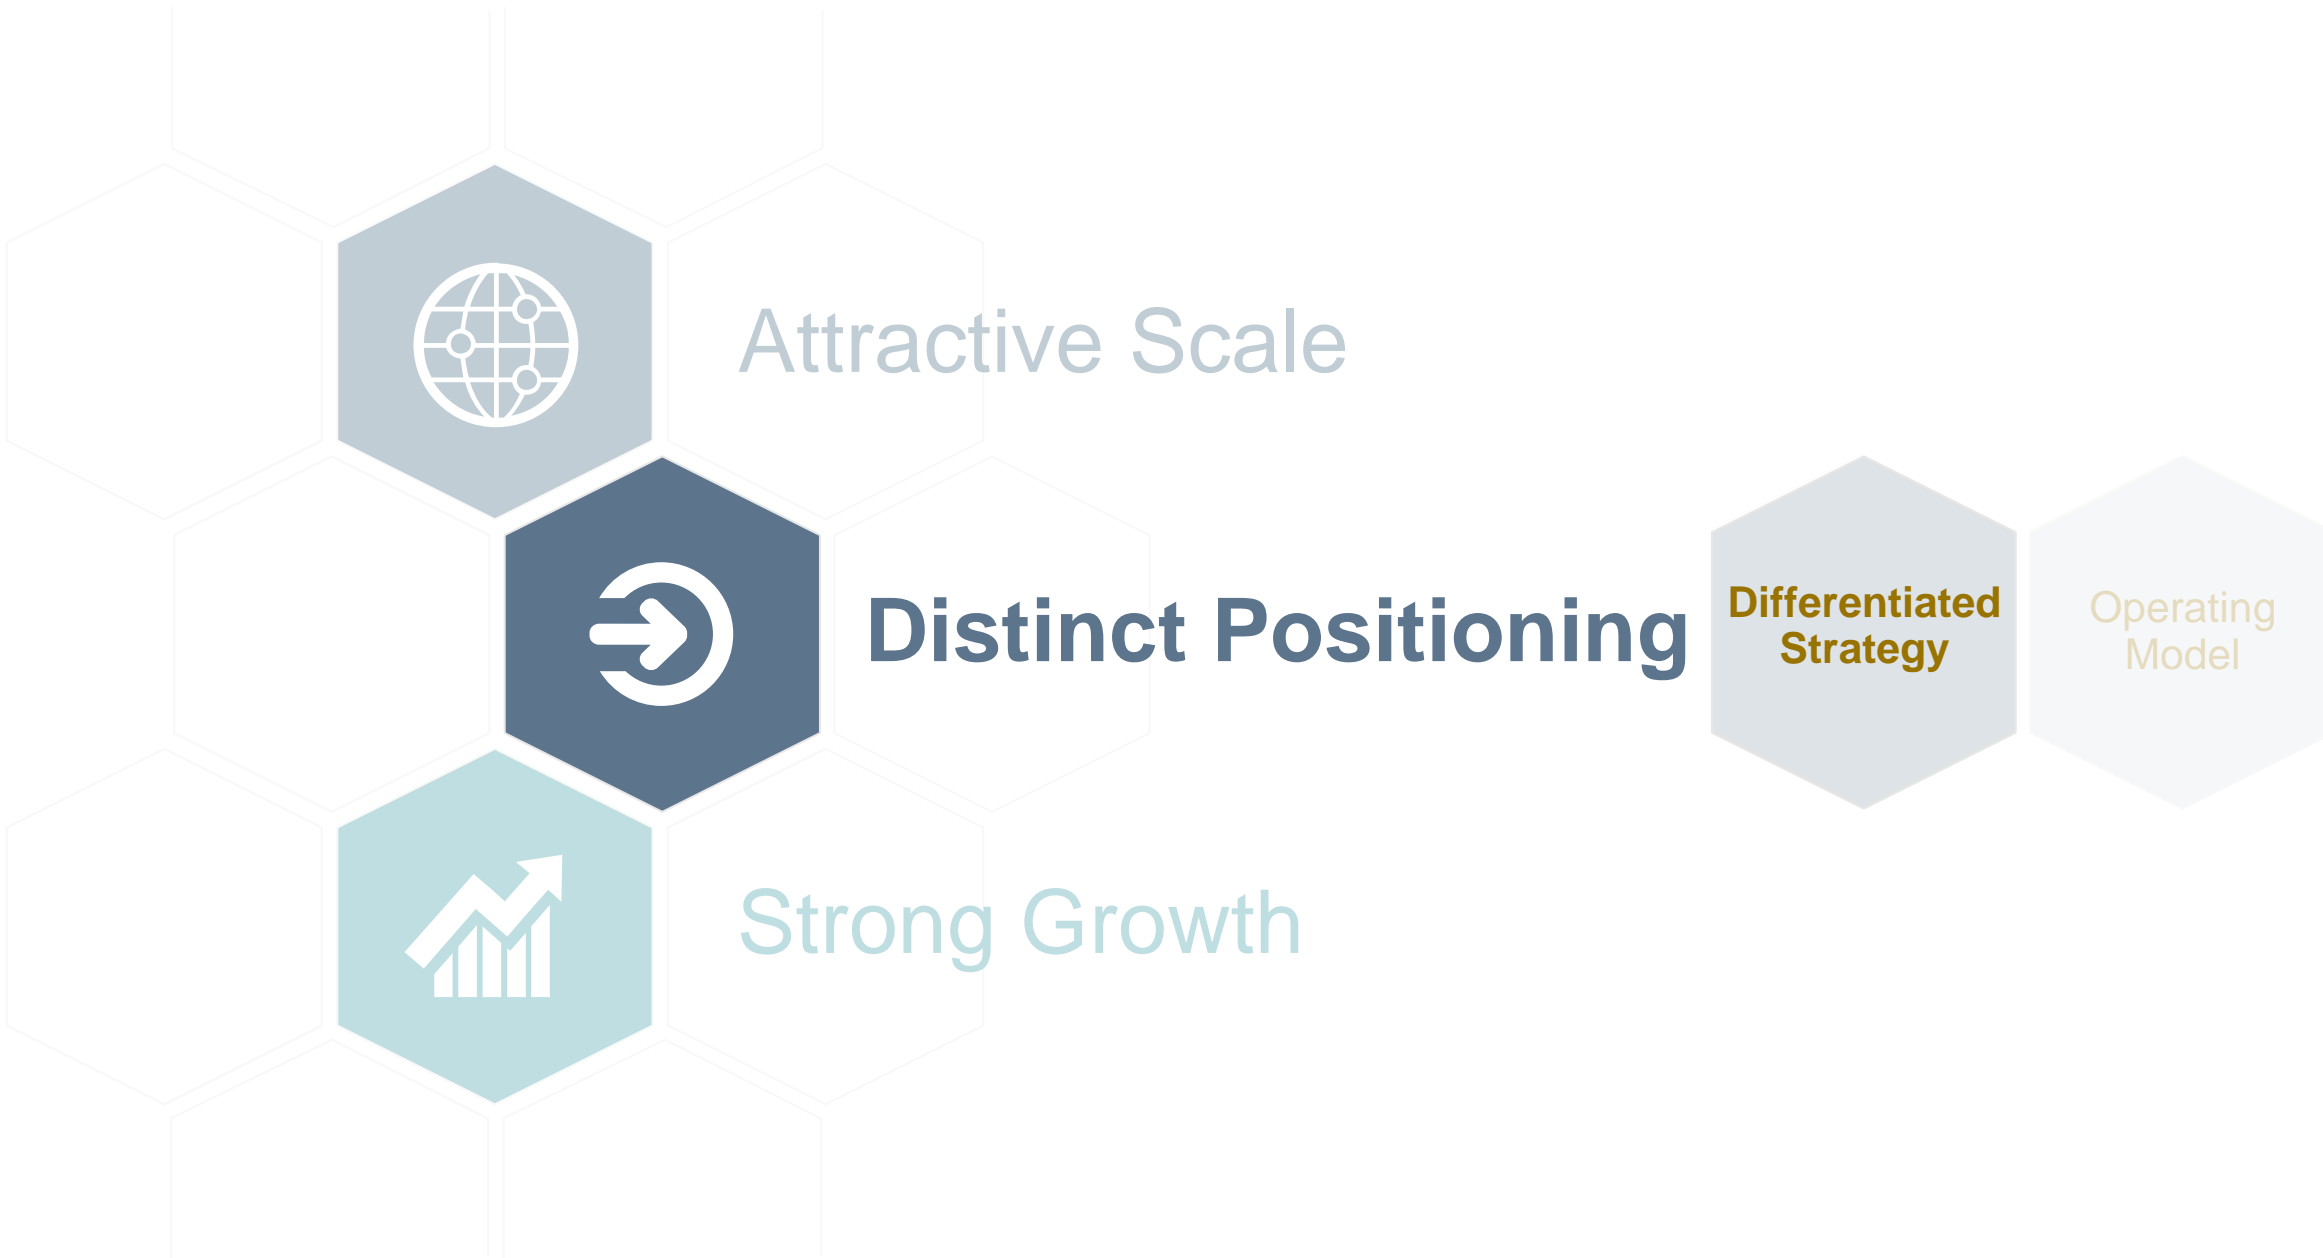 Attractive Scale
Distinct Positioning
Differentiated
Strategy
Operating
Model
Strong Growth